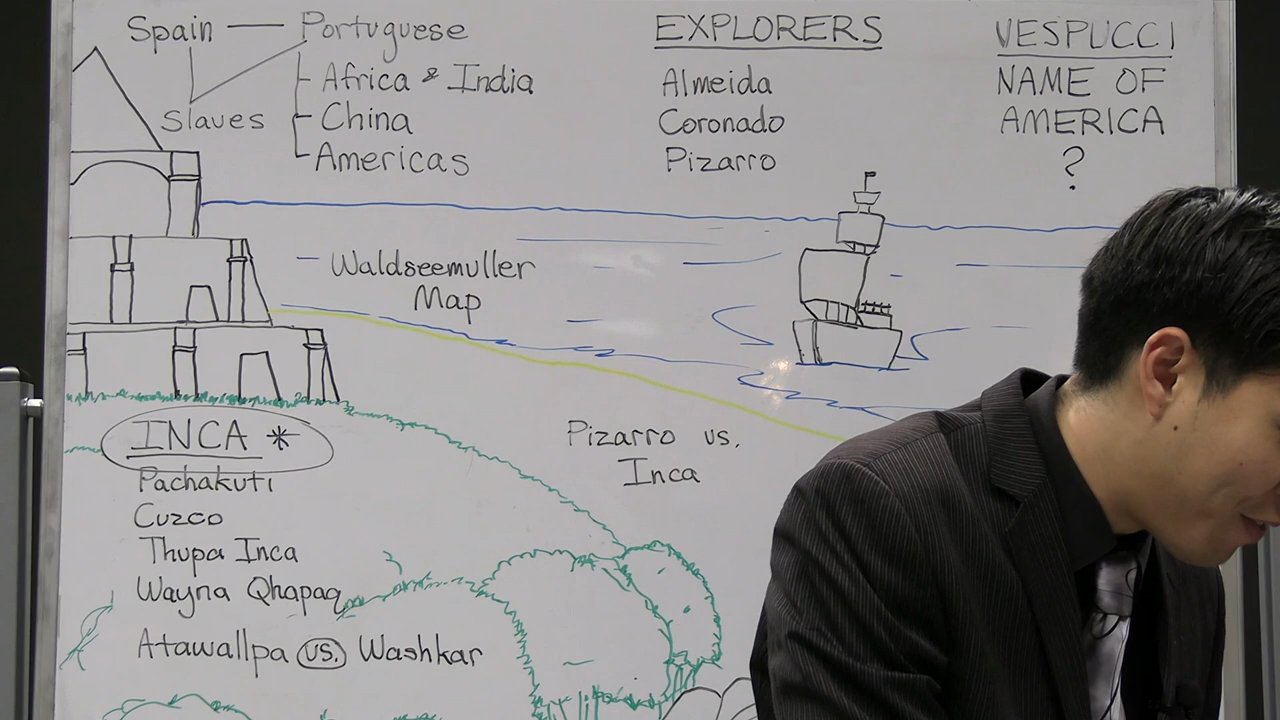 Spain — Portuguese
Slaves
Africa & India
China
Americas
EXPLORERS
Almeida
Coronado
Pizarro
VESPUCCI
NAME OF
AMERICA
?
- Waldseemuller
Map
Pizarro vs.
Inca
INCA *
Pachakuti
Cuzco
Thupa Inca
Wayna Qhapaq
Atawallpa vs. Washkar